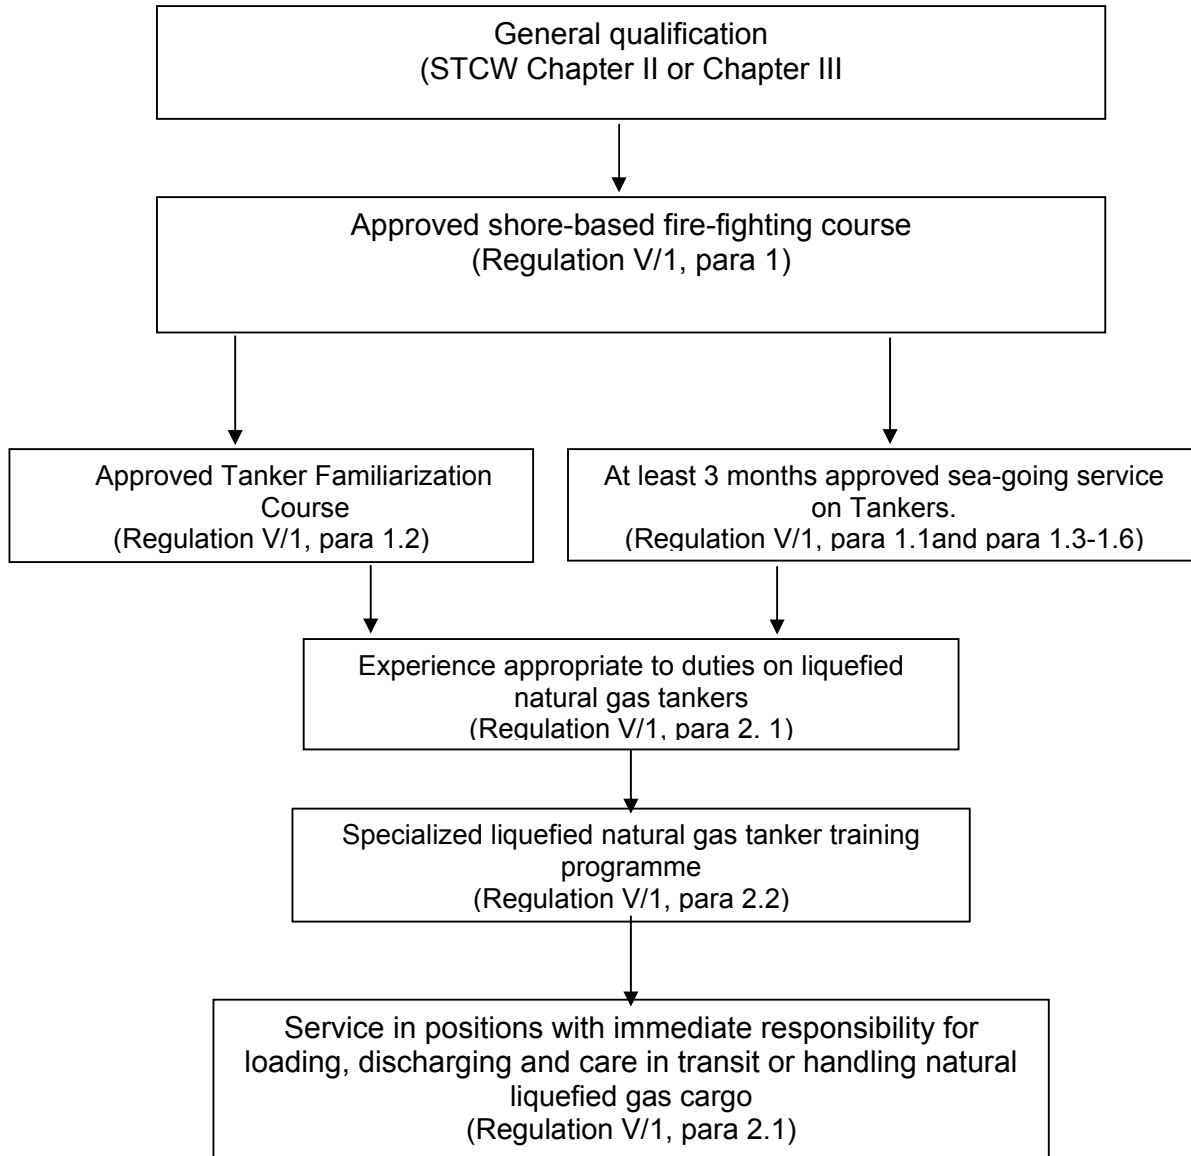 General qualification
(STCW Chapter II or Chapter III
Approved shore-based fire-fighting course
(Regulation V/1, para 1)
Approved Tanker Familiarization
Course
(Regulation V/1, para 1.2)
At least 3 months approved sea-going service
on Tankers.
(Regulation V/1, para 1.1and para 1.3-1.6)
Experience appropriate to duties on liquefied
natural gas tankers
(Regulation V/1, para 2. 1)
Specialized liquefied natural gas tanker training
programme
(Regulation V/1, para 2.2)
Service in positions with immediate responsibility for
loading, discharging and care in transit or handling natural
liquefied gas cargo
(Regulation V/1, para 2.1)